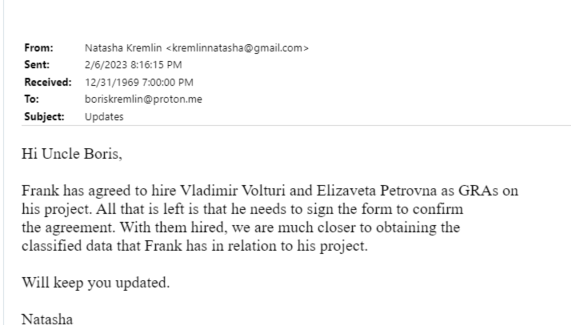 From: Natasha Kremlin <kremlinnatasha@gmail.com>
Sent: 2/6/2023 8:16:15 PM
Received: 12/31/1969 7:00:00 PM
To: boriskremlin@proton.me
Subject: Updates
Hi Uncle Boris,
Frank has agreed to hire Vladimir Volturi and Elizaveta Petrovna as GRAs on
his project. All that is left is that he needs to sign the form to confirm
the agreement. With them hired, we are much closer to obtaining the
classified data that Frank has in relation to his project.
Will keep you updated.
Natasha